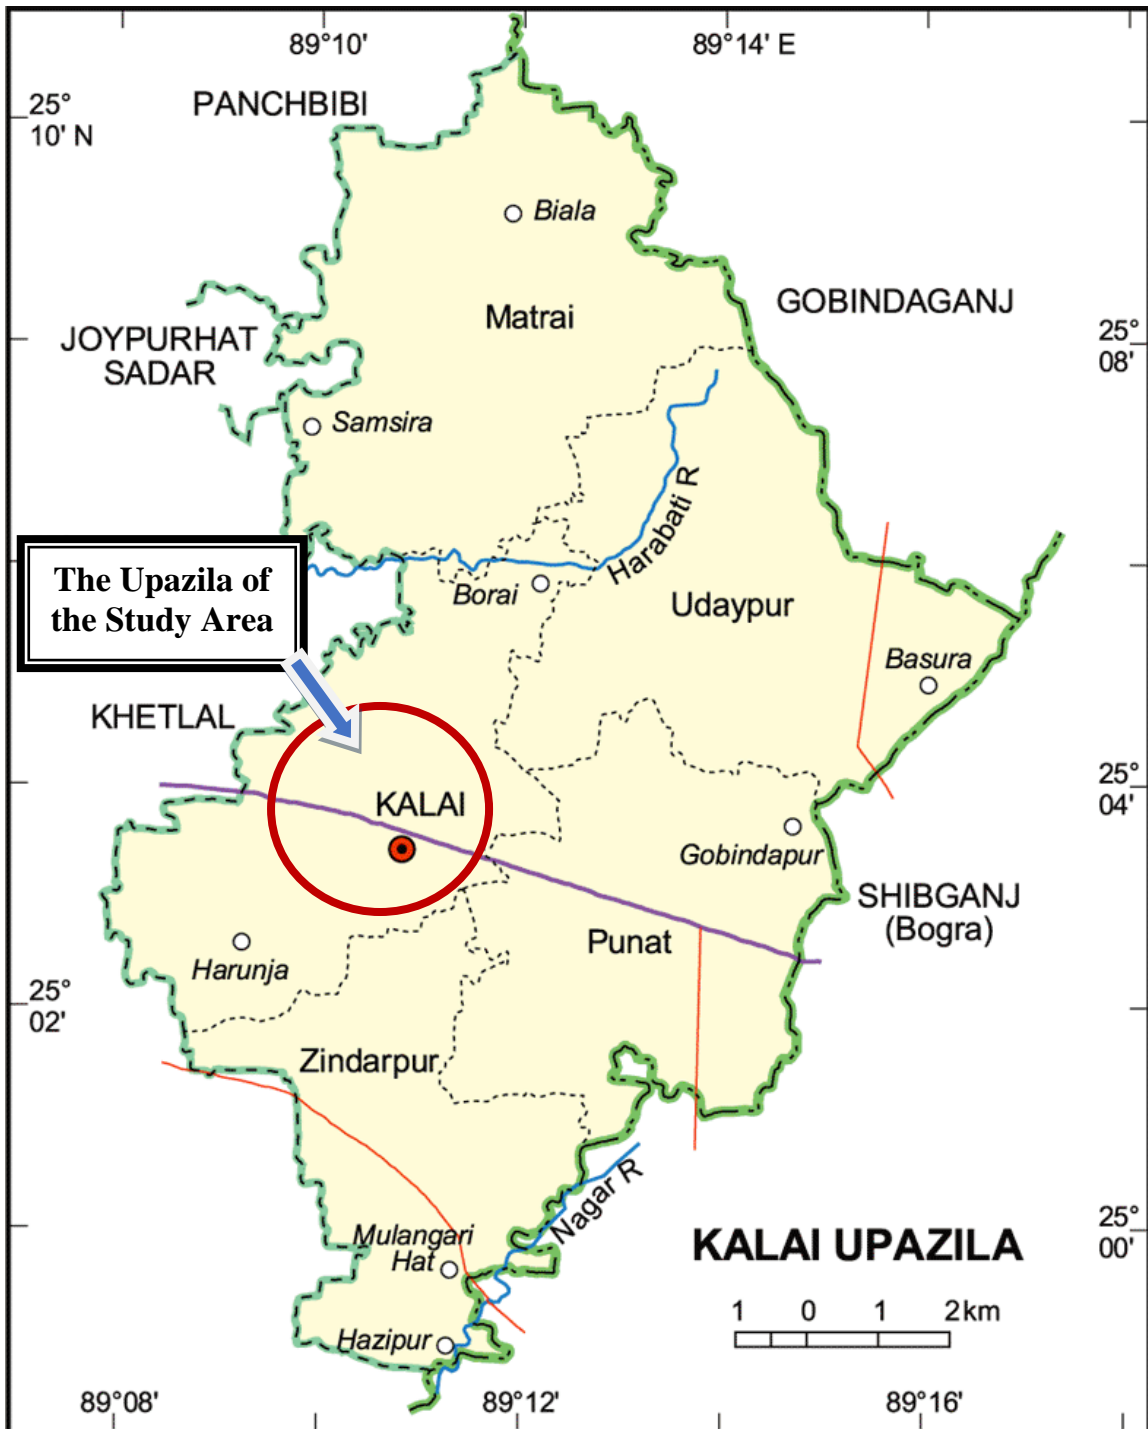 89°10'
89°14' E
PANCHBIBI
25°
10' N
Biala
GOBINDAGANJ
Matrai
JOYPURHAT
SADAR
25°
08'
Samsira
Harabati R
The Upazila of
the Study Area
Borai
Udaypur
Basura
KHETLAL
KALAI
25°
04'
Gobindapur
SHIBGANJ
(Bogra)
Punat
Harunja
25°
02'
Zindarpur
Nagar R
Mulangari
Hat
25°
00'
KALAI UPAZILA
1 0 1 2 km
Hazipur
89°08'
89°12'
89°16'